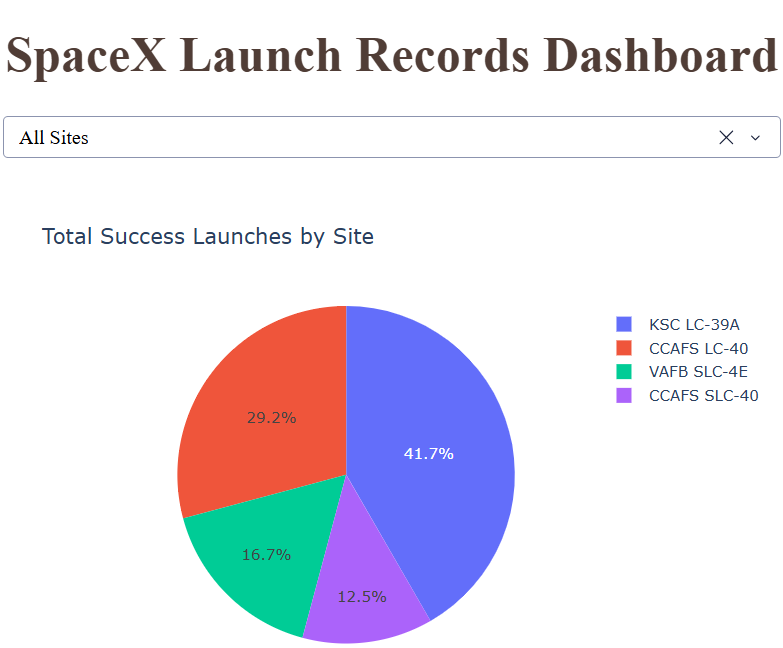 SpaceX Launch Records Dashboard
All Sites
Total Success Launches by Site
KSC LC-39A
CCAFS LC-40
VAFB SLC-4E
CCAFS SLC-40
29.2%
41.7%
16.7%
12.5%